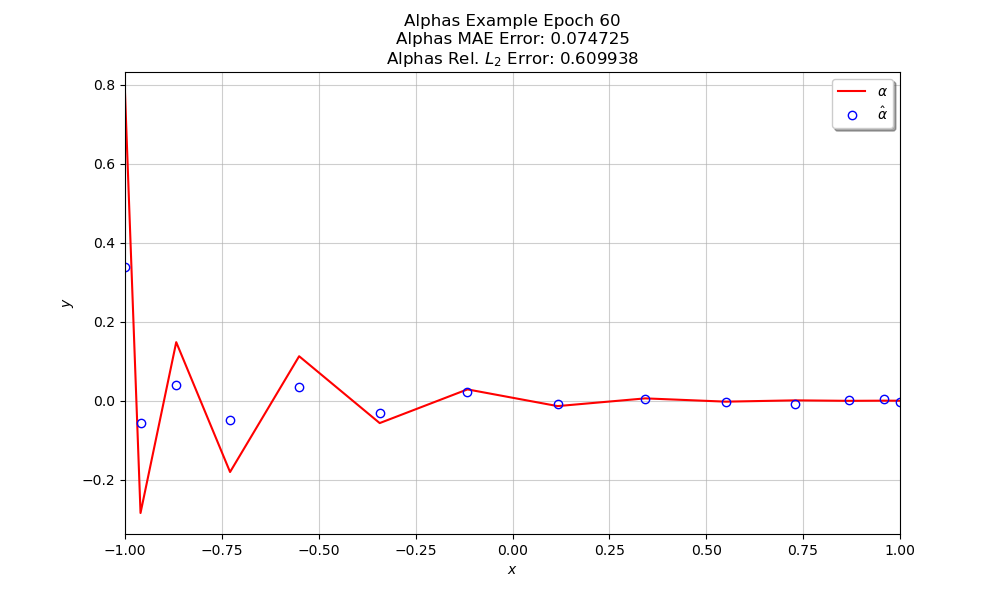 Alphas Example Epoch 60
Alphas MAE Error: 0.074725
Alphas Rel. $L_2$ Error: 0.609938
α
α̂
y
0.8
0.6
0.4
0.2
0.0
−0.2
−1.00 −0.75 −0.50 −0.25 0.00 0.25 0.50 0.75 1.00
x